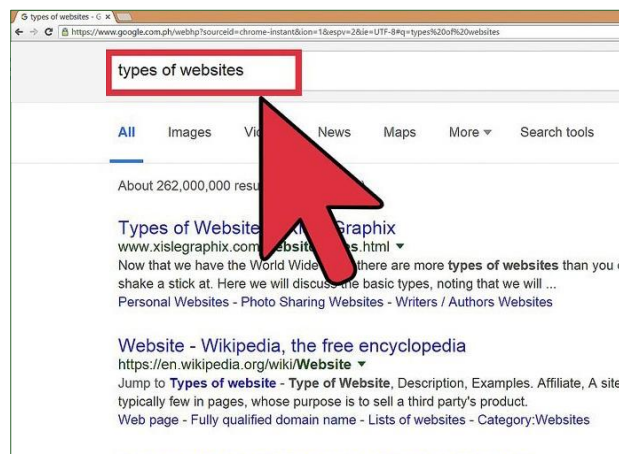 G types of websites - G
https://www.google.com.ph/webhp?sourceid=chrome-instant&ion=1&espv=2&ie=UTF-8#q=types%20of%20websites
types of websites
All Images News Maps More Search tools
About 262,000,000
Types of Graphix
www.xislegraphix.com .html
Now that we have the World Wide there are more types of websites than you
shake a stick at. Here we will discuss the basic types, noting that we will ...
Personal Websites - Photo Sharing Websites - Writers / Authors Websites
Website - Wikipedia, the free encyclopedia
https://en.wikipedia.org/wiki/Website
Jump to Types of website - Type of Website, Description, Examples. Affiliate, A site
typically few in pages, whose purpose is to sell a third party's product.
Web page - Fully qualified domain name - Lists of websites - Category:Websites